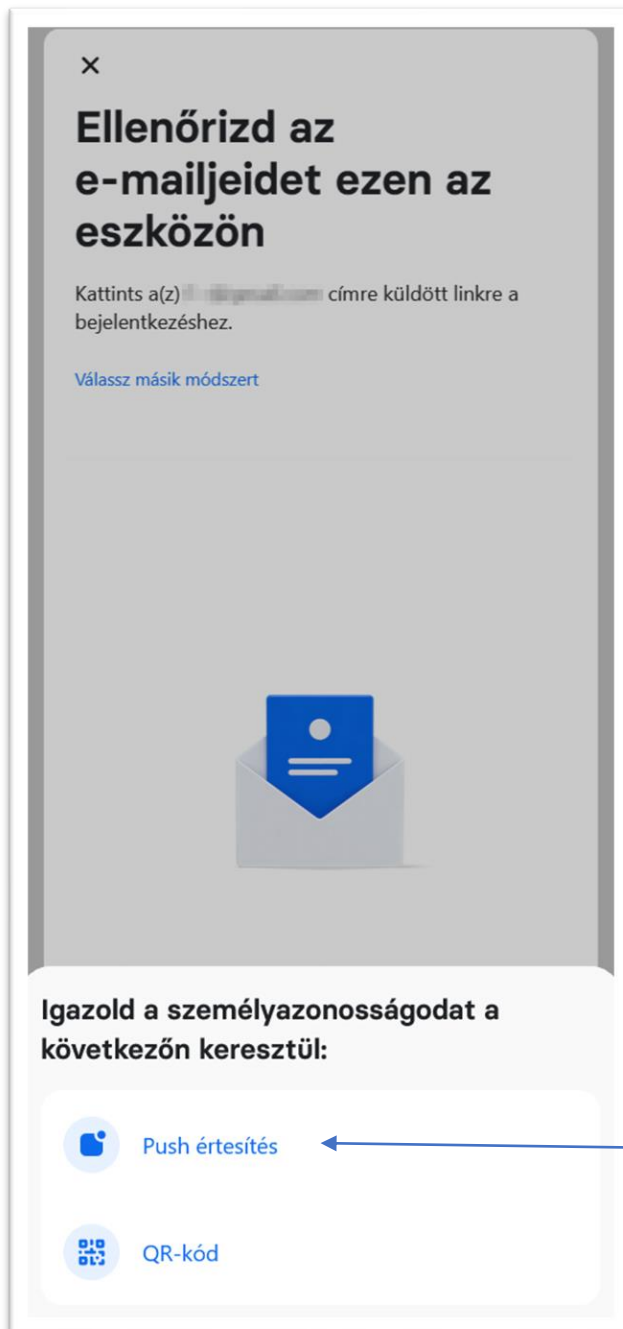 Ellenőrizd az
e-mailjeidet ezen az
eszközön
Kattints a(z) címre küldött linkre a
bejelentkezéshez.
Válassz másik módszert
Igazold a személyazonosságodat a
következőn keresztül:
Push értesítés
QR-kód